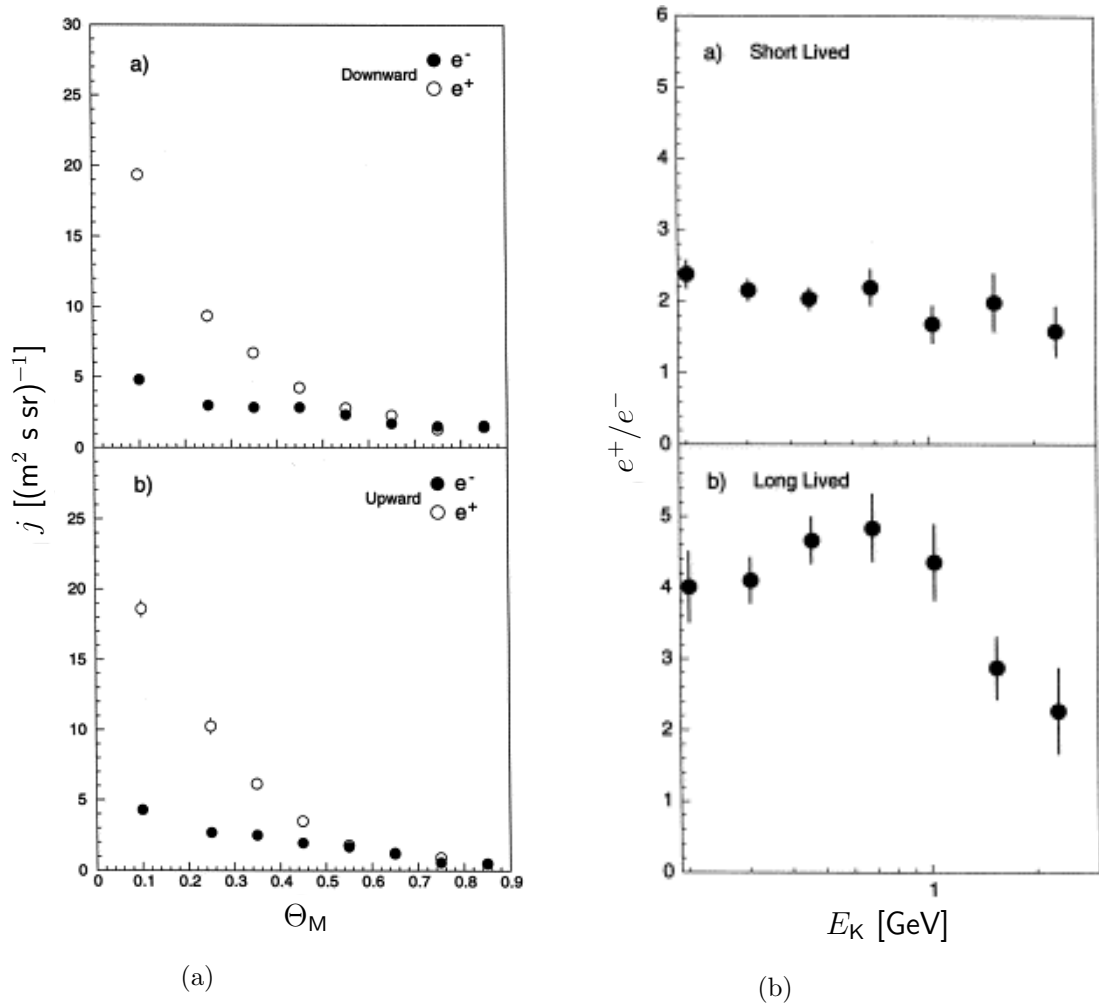 30
25
20
15
10
5
0
a)
Downward
● e⁻
○ e⁺
25
20
15
10
5
0
b)
Upward
● e⁻
○ e⁺
0 0.1 0.2 0.3 0.4 0.5 0.6 0.7 0.8 0.9
j [(m² s sr)⁻¹]
Θ_M
(a)
6
5
4
3
2
1
0
a) Short Lived
5
4
3
2
1
0
b) Long Lived
1
e⁺/e⁻
E_K [GeV]
(b)